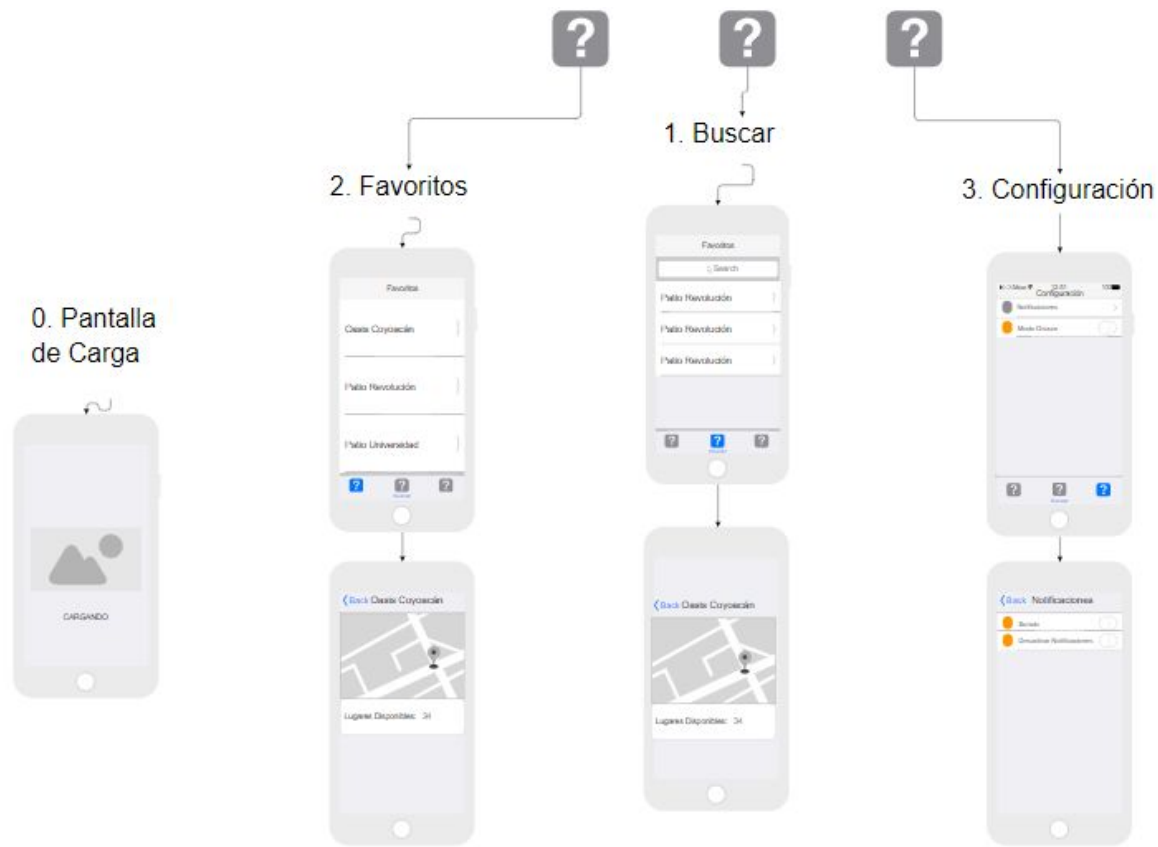 ?
?
?
1. Buscar
2. Favoritos
3. Configuración
0. Pantalla
de Carga
CARGANDO
Favoritos
Oasis Coyoacán
Patio Revolución
Patio Universidad
?
?
?
Back Oasis Coyoacán
Lugares Disponibles: 34
Favoritos
Search
Patio Revolución
Patio Revolución
Patio Revolución
?
?
?
Back Oasis Coyoacán
Lugares Disponibles: 34
Configuración
Notificaciones
Modo Oscuro
?
?
?
Back Notificaciones
Sonido
Desactivar Notificaciones